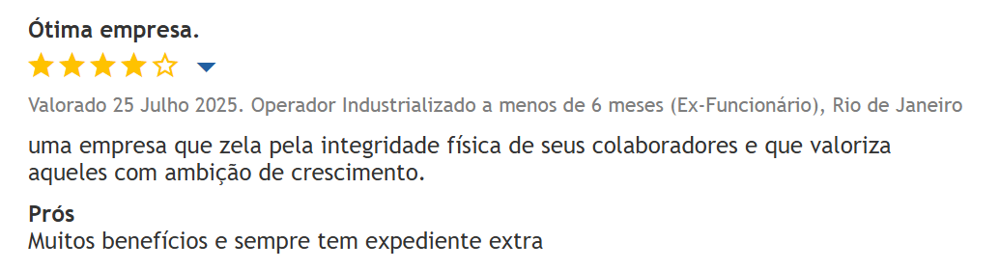 Ótima empresa.
Valorado 25 Julho 2025. Operador Industrializado a menos de 6 meses (Ex-Funcionário), Rio de Janeiro
uma empresa que zela pela integridade física de seus colaboradores e que valoriza
aqueles com ambição de crescimento.
Prós
Muitos benefícios e sempre tem expediente extra